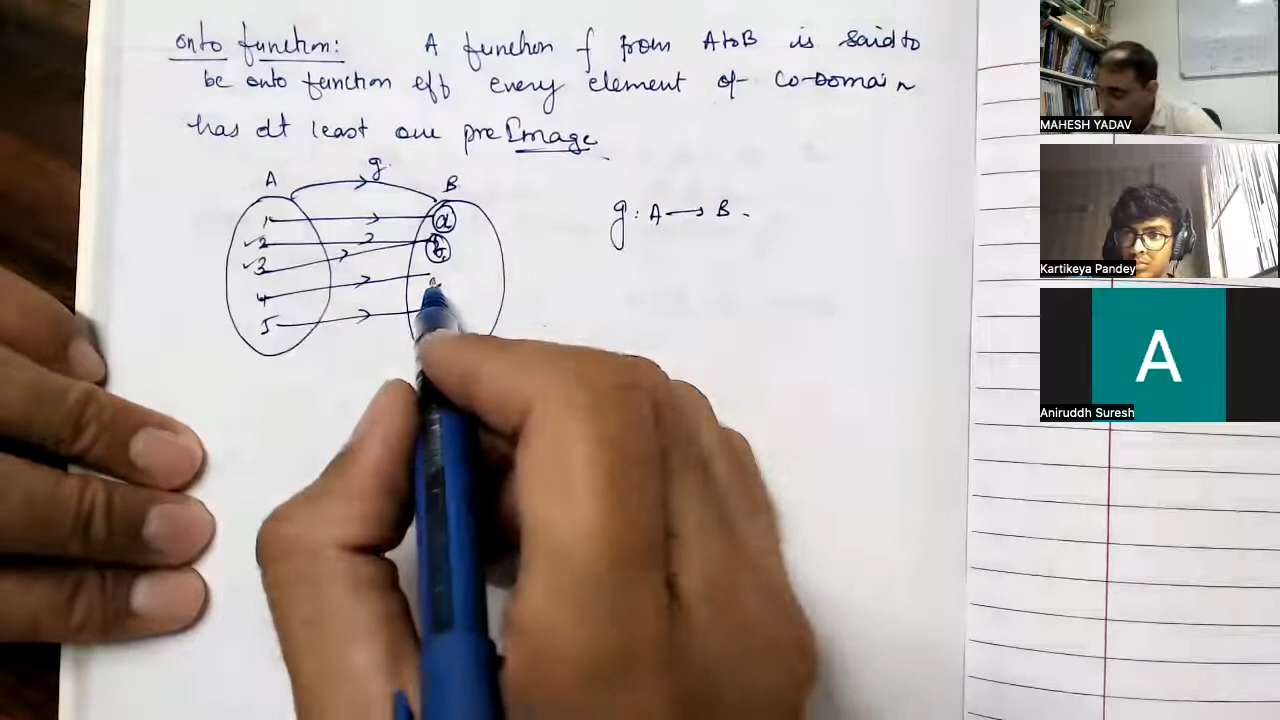 onto function: A function f from A to B is said to
be onto function eff every element of Co-Domain
has at least one pre Image.
g.
A B
g: A → B.
1 a
2 b
3
4
5
MAHESH YADAV
Kartikeya Pandey
A
Aniruddh Suresh